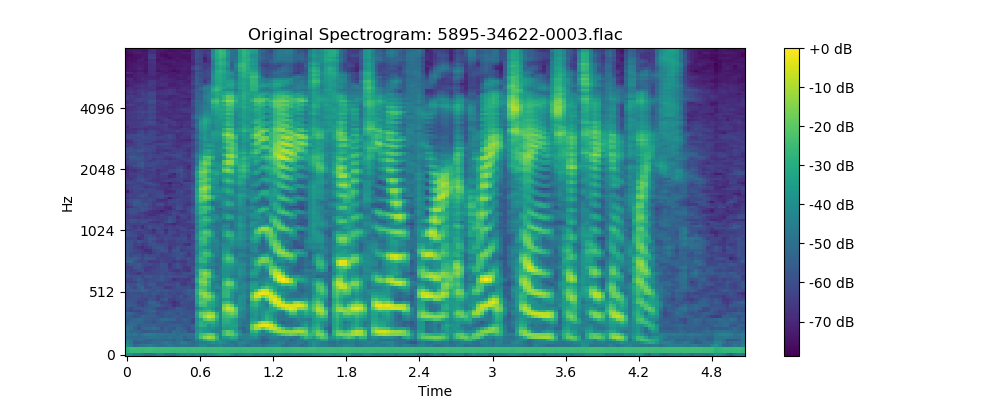 Original Spectrogram: 5895-34622-0003.flac
Hz
4096
2048
1024
512
0
0 0.6 1.2 1.8 2.4 3 3.6 4.2 4.8
Time
+0 dB
-10 dB
-20 dB
-30 dB
-40 dB
-50 dB
-60 dB
-70 dB